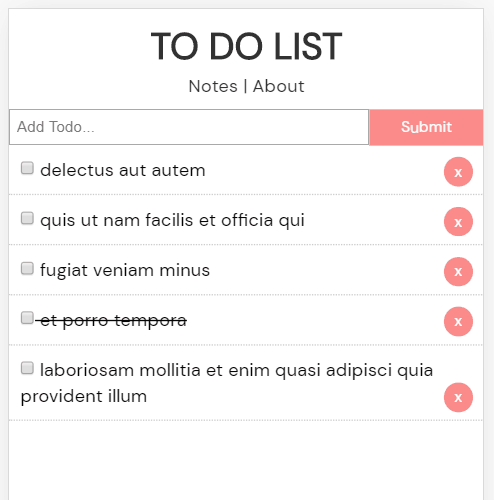 TO DO LIST
Notes | About
Add Todo... Submit
delectus aut autem x
quis ut nam facilis et officia qui x
fugiat veniam minus x
et porro tempora x
laboriosam mollitia et enim quasi adipisci quia
provident illum x